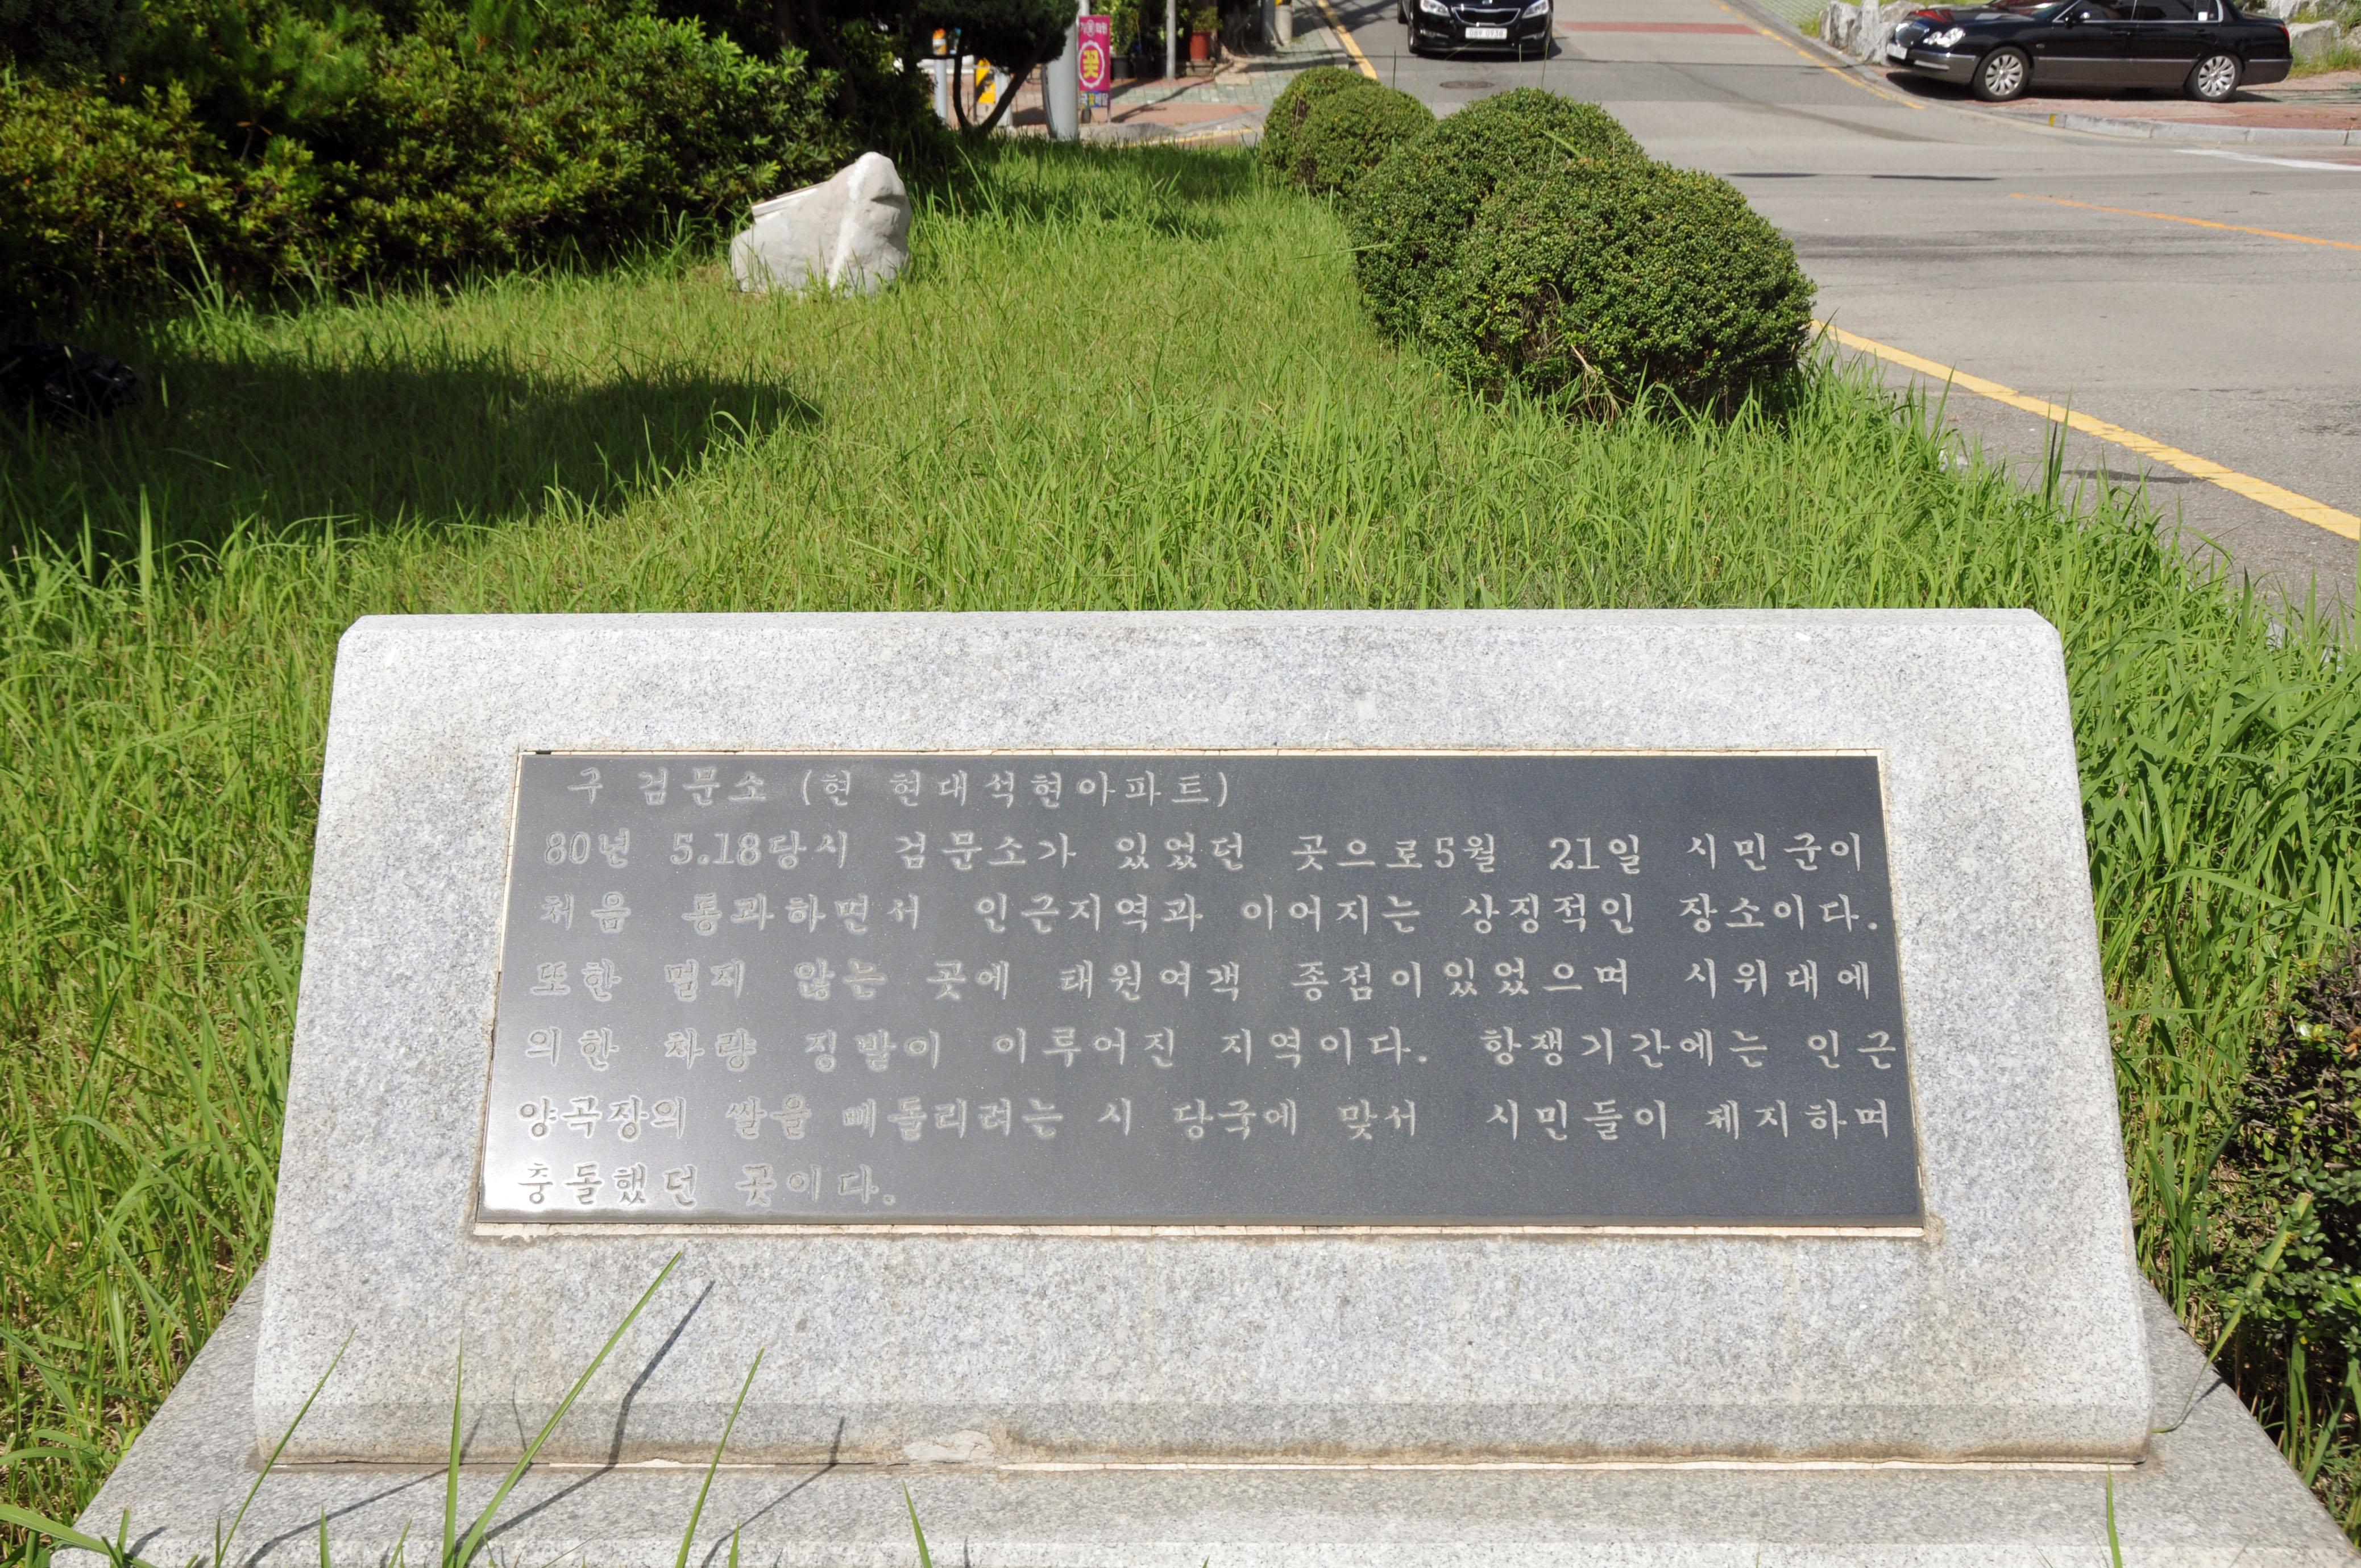 꽃
구 검문소 (현 현대석현아파트)
80년 5.18당시 검문소가 있었던 곳으로5월 21일 시민군이
처음 통과하면서 인근지역과 이어지는 상징적인 장소이다.
또한 멀지 않는 곳에 태원여객 종점이있었으며 시위대에
의한 차량 징발이 이루어진 지역이다. 항쟁기간에는 인근
양곡장의 쌀을 빼돌리려는 시 당국에 맞서 시민들이 제지하며
충돌했던 곳이다.